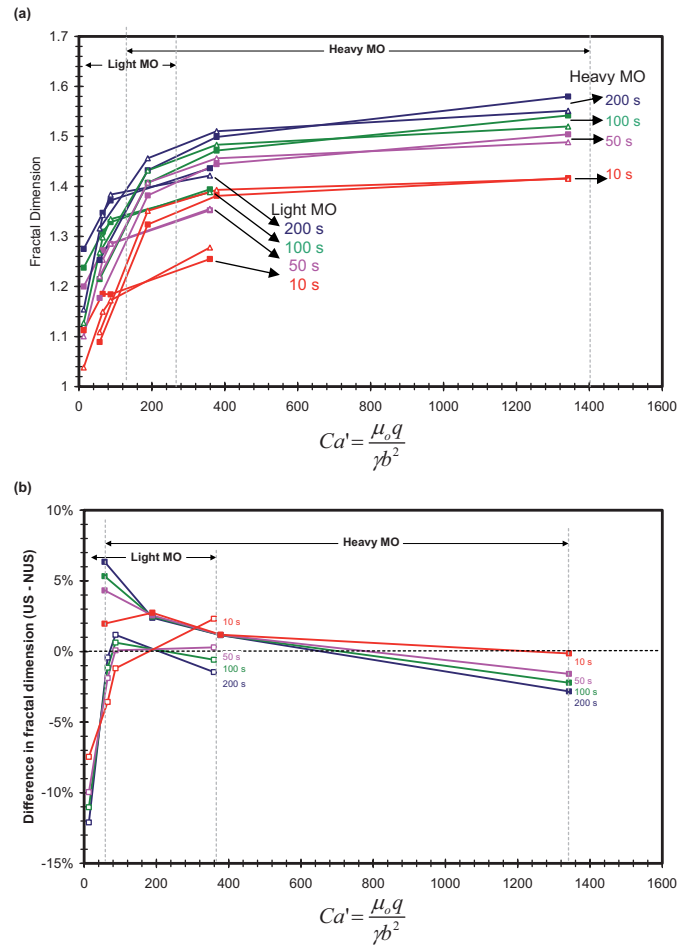 (a)
1.7
1.6
1.5
1.4
1.3
1.2
1.1
1
Fractal Dimension
Heavy MO
Light MO
Heavy MO
200 s
100 s
50 s
10 s
Light MO
200 s
100 s
50 s
10 s
0 200 400 600 800 1000 1200 1400 1600
Ca' = μₒq / γb²
(b)
10%
5%
0%
-5%
-10%
-15%
Difference in fractal dimension (US - NUS)
Heavy MO
Light MO
10 s
50 s
100 s
200 s
10 s
50 s
100 s
200 s
0 200 400 600 800 1000 1200 1400 1600
Ca' = μₒq / γb²